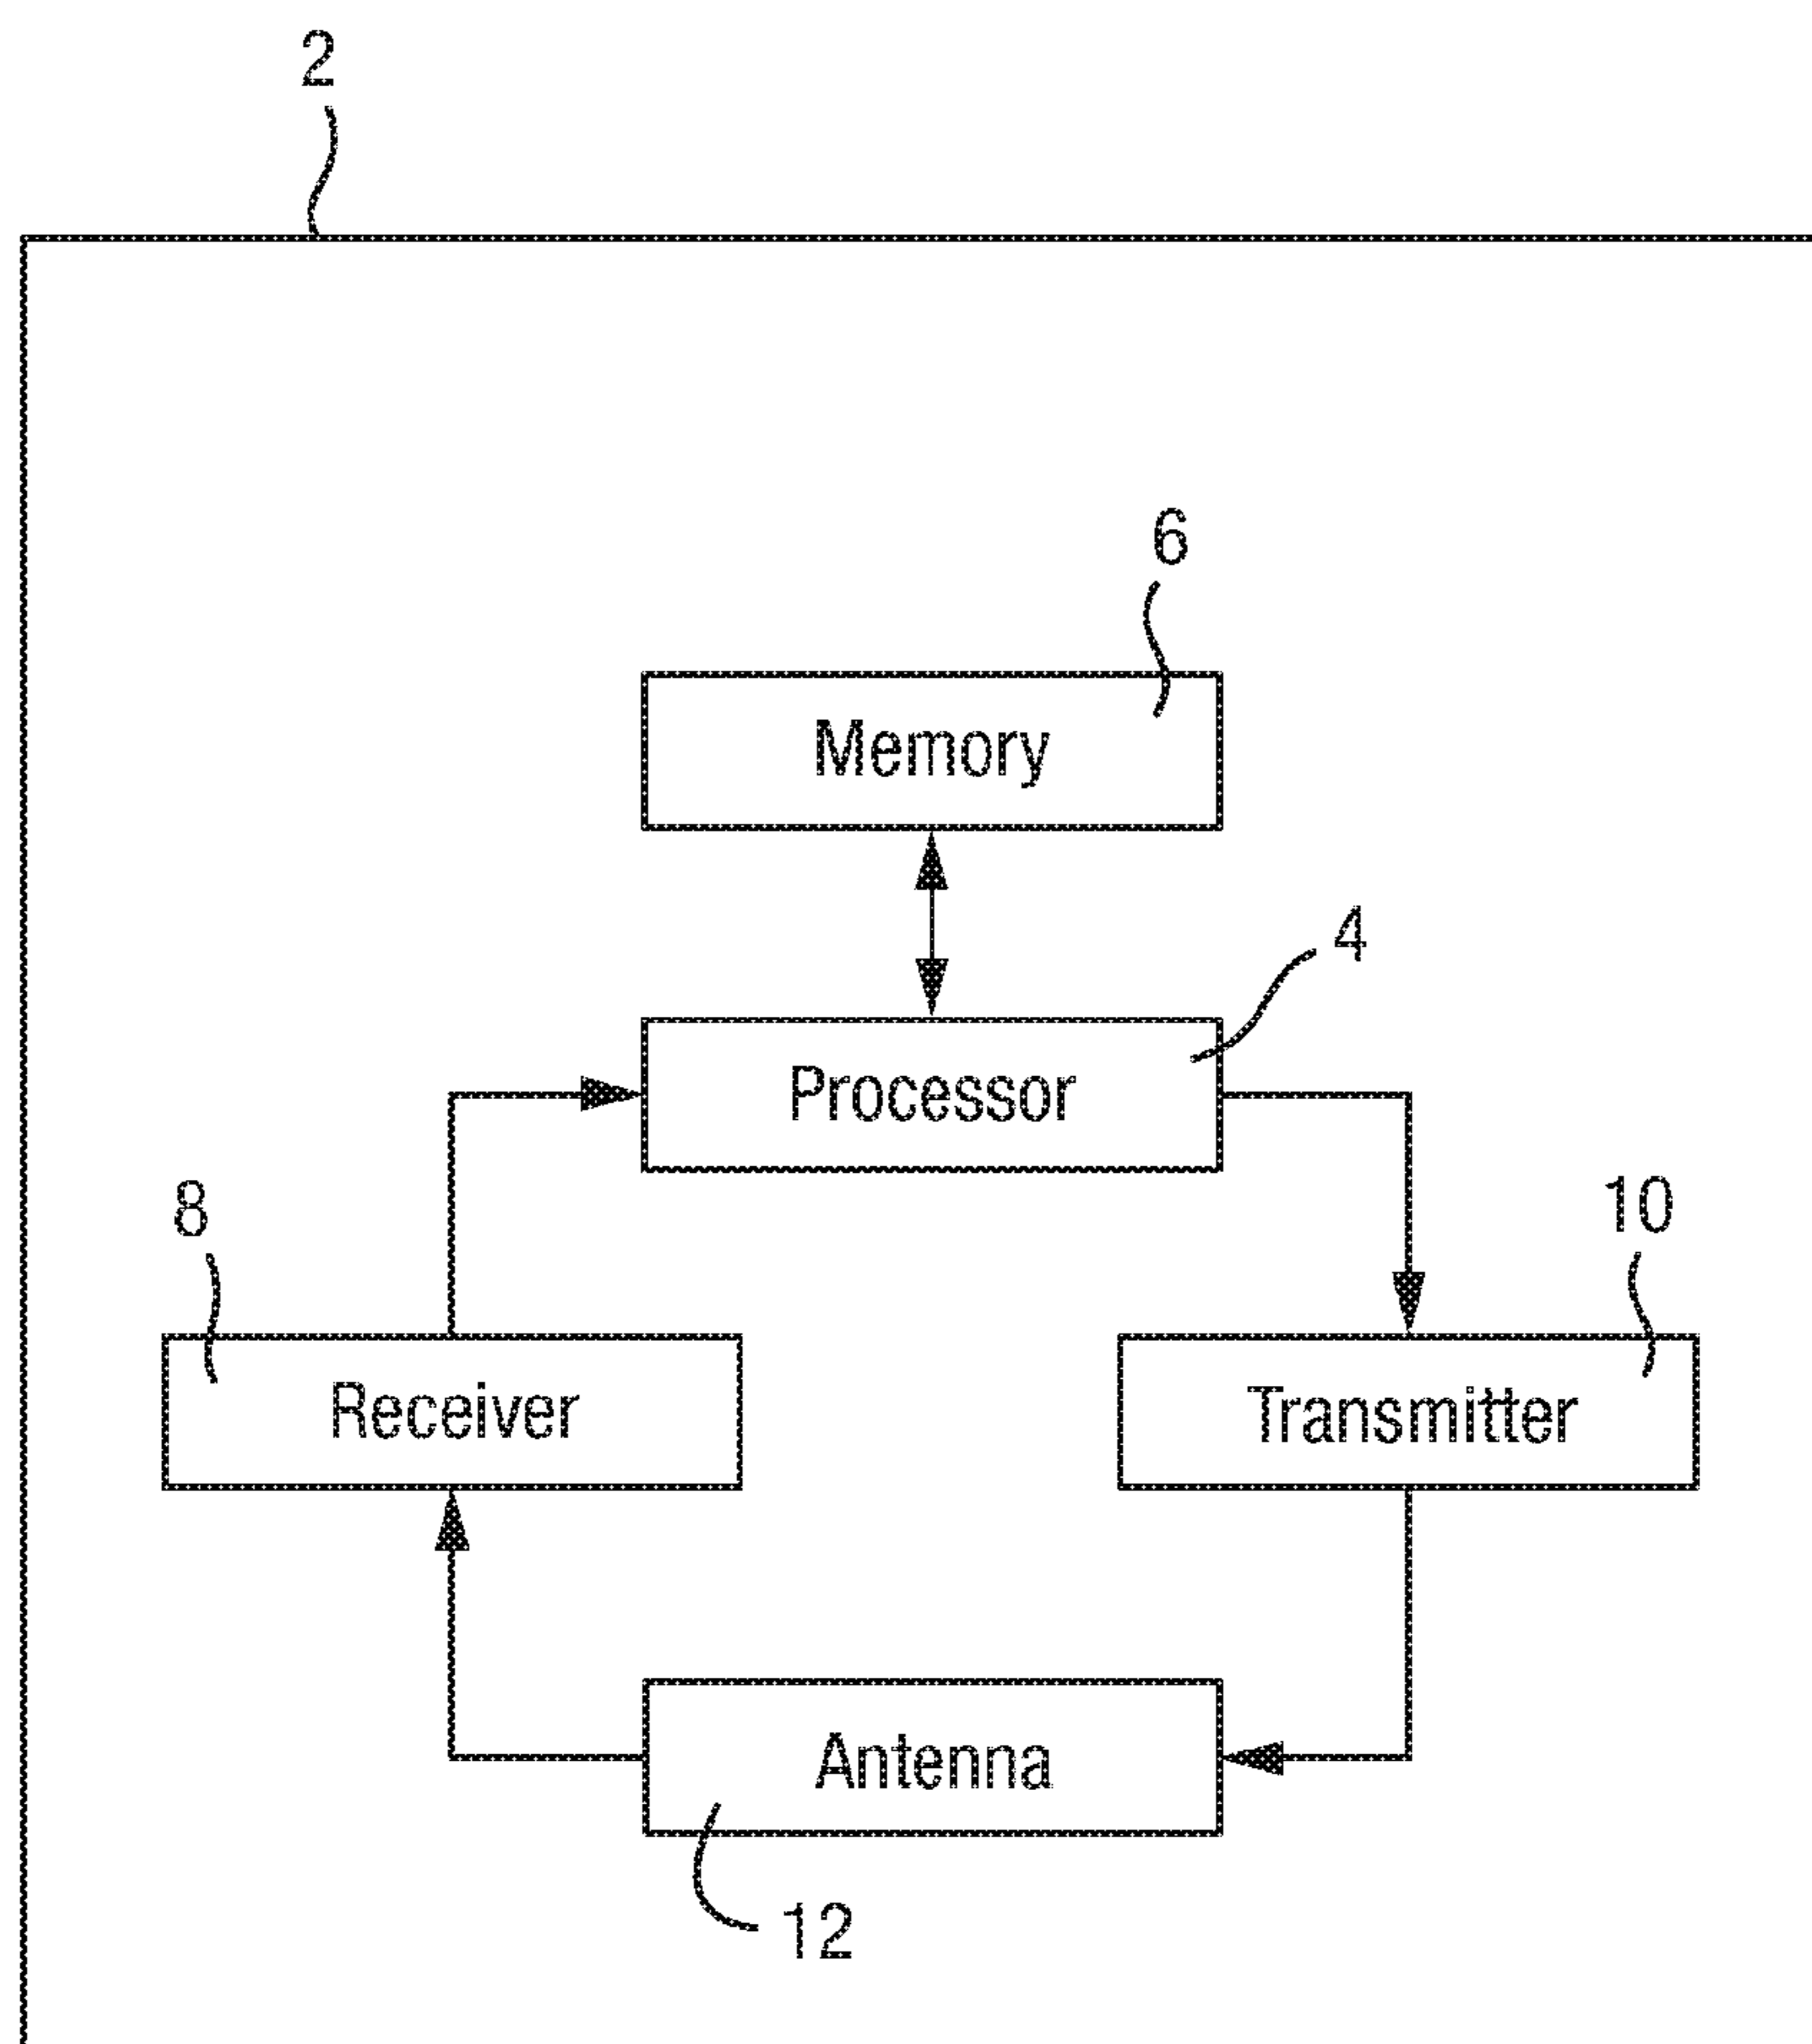 2
6
Memory
4
Processor
8
10
Receiver
Transmitter
Antenna
12